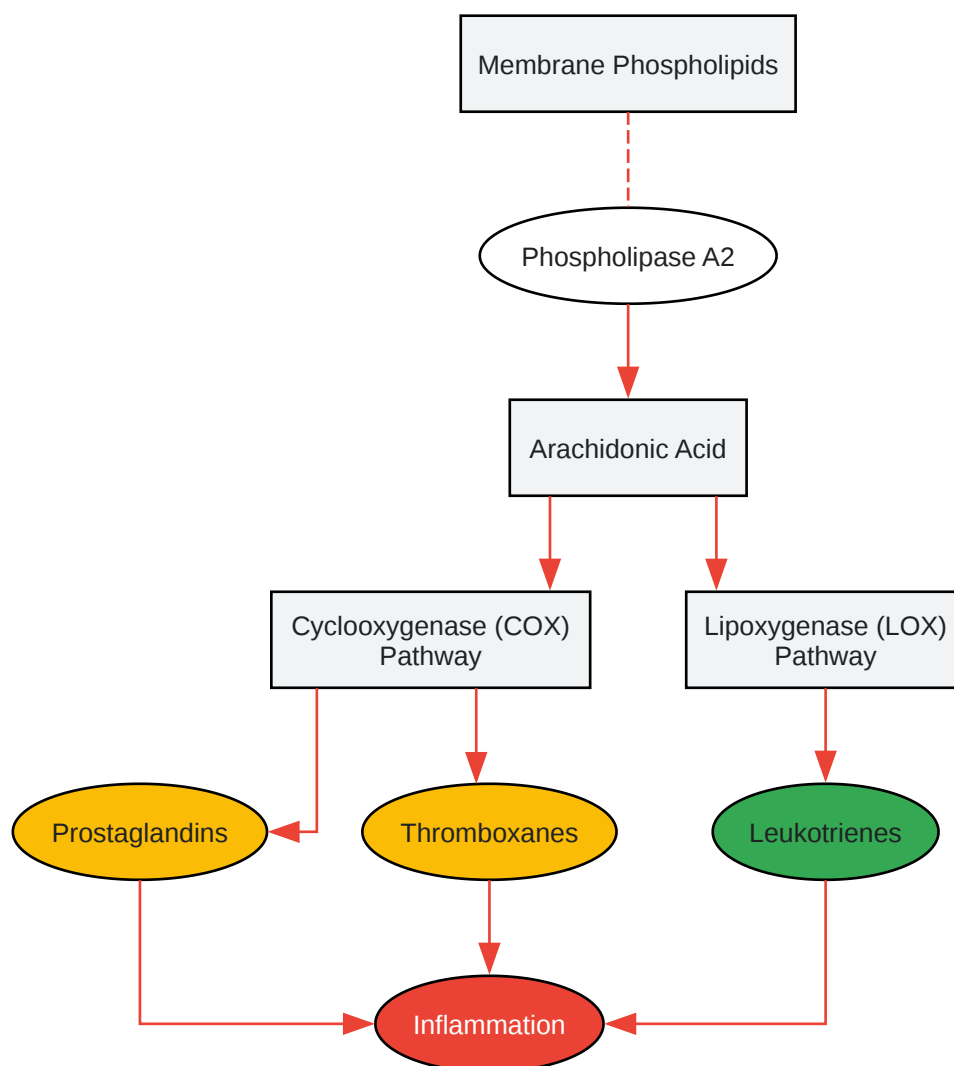 Membrane Phospholipids
Phospholipase A2
Arachidonic Acid
Cyclooxygenase (COX)
Pathway
Lipoxygenase (LOX)
Pathway
Prostaglandins
Thromboxanes
Leukotrienes
Inflammation